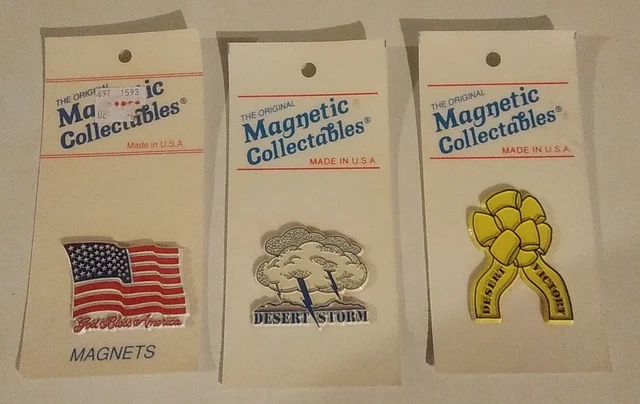 THE ORIGINAL
Magnetic
Collectables®
Made in U.S.A.
God Bless America
MAGNETS
THE ORIGINAL
Magnetic
Collectables®
MADE IN U.S.A.
DESERT STORM
THE ORIGINAL
Magnetic
Collectables®
MADE IN U.S.A.
DESERT VICTORY